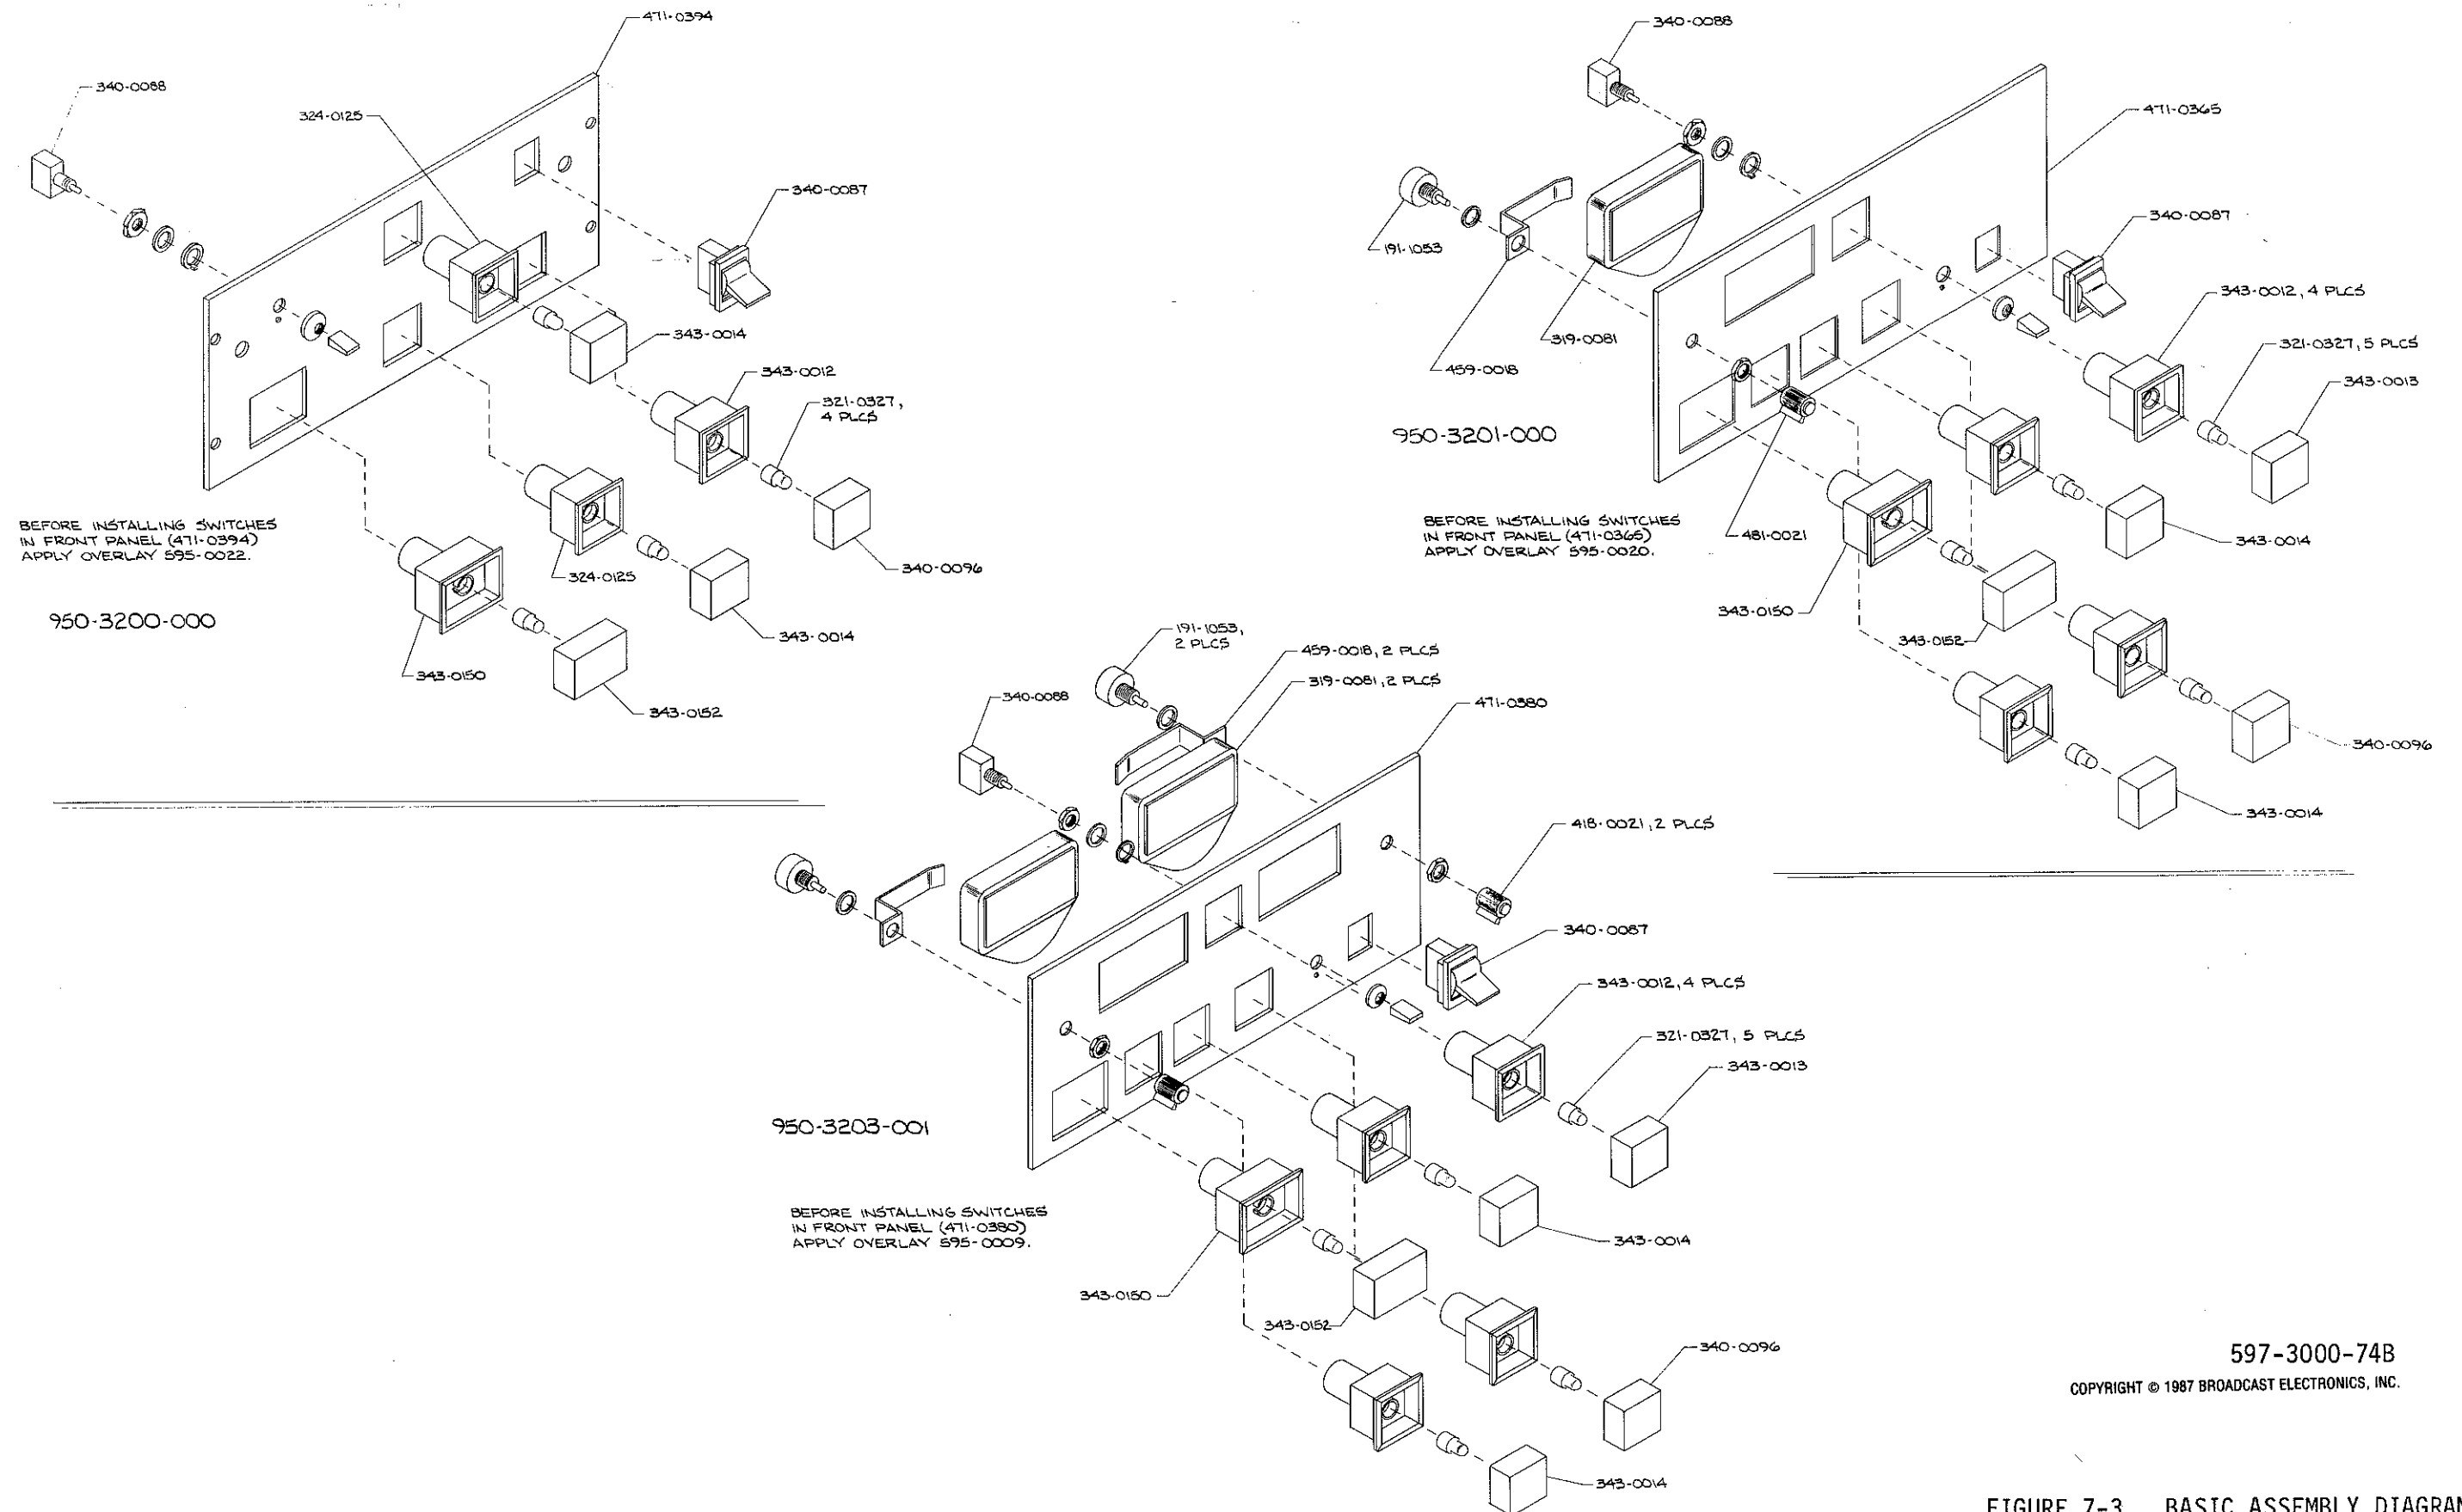 471-0394
340-0088
324-0125
340-0087
343-0014
343-0012
321-0327,
4 PLCS
340-0096
324-0125
343-0014
343-0150
343-0152
BEFORE INSTALLING SWITCHES
IN FRONT PANEL (471-0394)
APPLY OVERLAY 595-0022.
950-3200-000
340-0088
471-0365
191-1053
340-0087
319-0081
459-0018
343-0012, 4 PLCS
321-0327, 5 PLCS
343-0013
950-3201-000
BEFORE INSTALLING SWITCHES
IN FRONT PANEL (471-0365)
APPLY OVERLAY 595-0020.
481-0021
343-0014
343-0150
343-0152
340-0096
343-0014
191-1053,
2 PLCS
459-0018, 2 PLCS
319-0081, 2 PLCS
340-0088
471-0380
418-0021, 2 PLCS
340-0087
343-0012, 4 PLCS
321-0327, 5 PLCS
343-0013
950-3203-001
BEFORE INSTALLING SWITCHES
IN FRONT PANEL (471-0380)
APPLY OVERLAY 595-0009.
343-0014
343-0150
343-0152
340-0096
343-0014
597-3000-74B
COPYRIGHT © 1987 BROADCAST ELECTRONICS, INC.
FIGURE 7-3. BASIC ASSEMBLY DIAGRAM